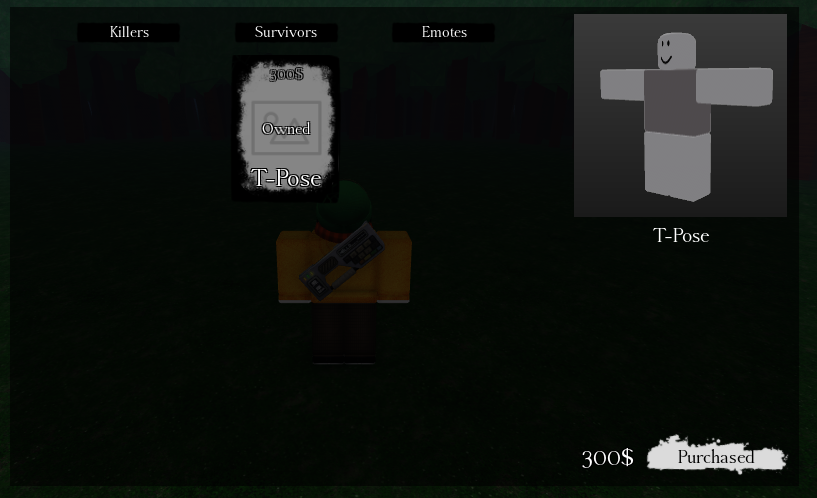 Killers
Survivors
Emotes
300$
Owned
T-Pose
T-Pose
300$
Purchased